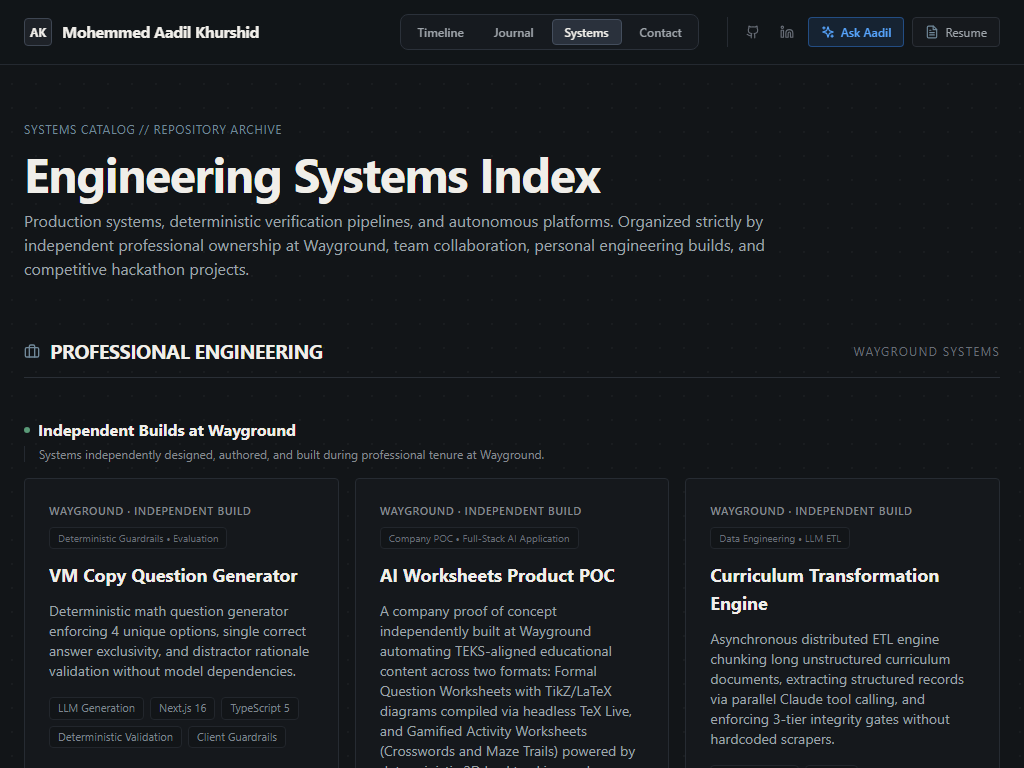 AK Mohemmed Aadil Khurshid Timeline Journal Systems Contact Ask Aadil Resume
SYSTEMS CATALOG // REPOSITORY ARCHIVE
Engineering Systems Index
Production systems, deterministic verification pipelines, and autonomous platforms. Organized strictly by
independent professional ownership at Wayground, team collaboration, personal engineering builds, and
competitive hackathon projects.
PROFESSIONAL ENGINEERING WAYGROUND SYSTEMS
Independent Builds at Wayground
Systems independently designed, authored, and built during professional tenure at Wayground.
WAYGROUND · INDEPENDENT BUILD
Deterministic Guardrails • Evaluation
VM Copy Question Generator
Deterministic math question generator
enforcing 4 unique options, single correct
answer exclusivity, and distractor rationale
validation without model dependencies.
LLM Generation Next.js 16 TypeScript 5
Deterministic Validation Client Guardrails
WAYGROUND · INDEPENDENT BUILD
Company POC • Full-Stack AI Application
AI Worksheets Product POC
A company proof of concept
independently built at Wayground
automating TEKS-aligned educational
content across two formats: Formal
Question Worksheets with TikZ/LaTeX
diagrams compiled via headless TeX Live,
and Gamified Activity Worksheets
(Crosswords and Maze Trails) powered by
WAYGROUND · INDEPENDENT BUILD
Data Engineering • LLM ETL
Curriculum Transformation
Engine
Asynchronous distributed ETL engine
chunking long unstructured curriculum
documents, extracting structured records
via parallel Claude tool calling, and
enforcing 3-tier integrity gates without
hardcoded scrapers.